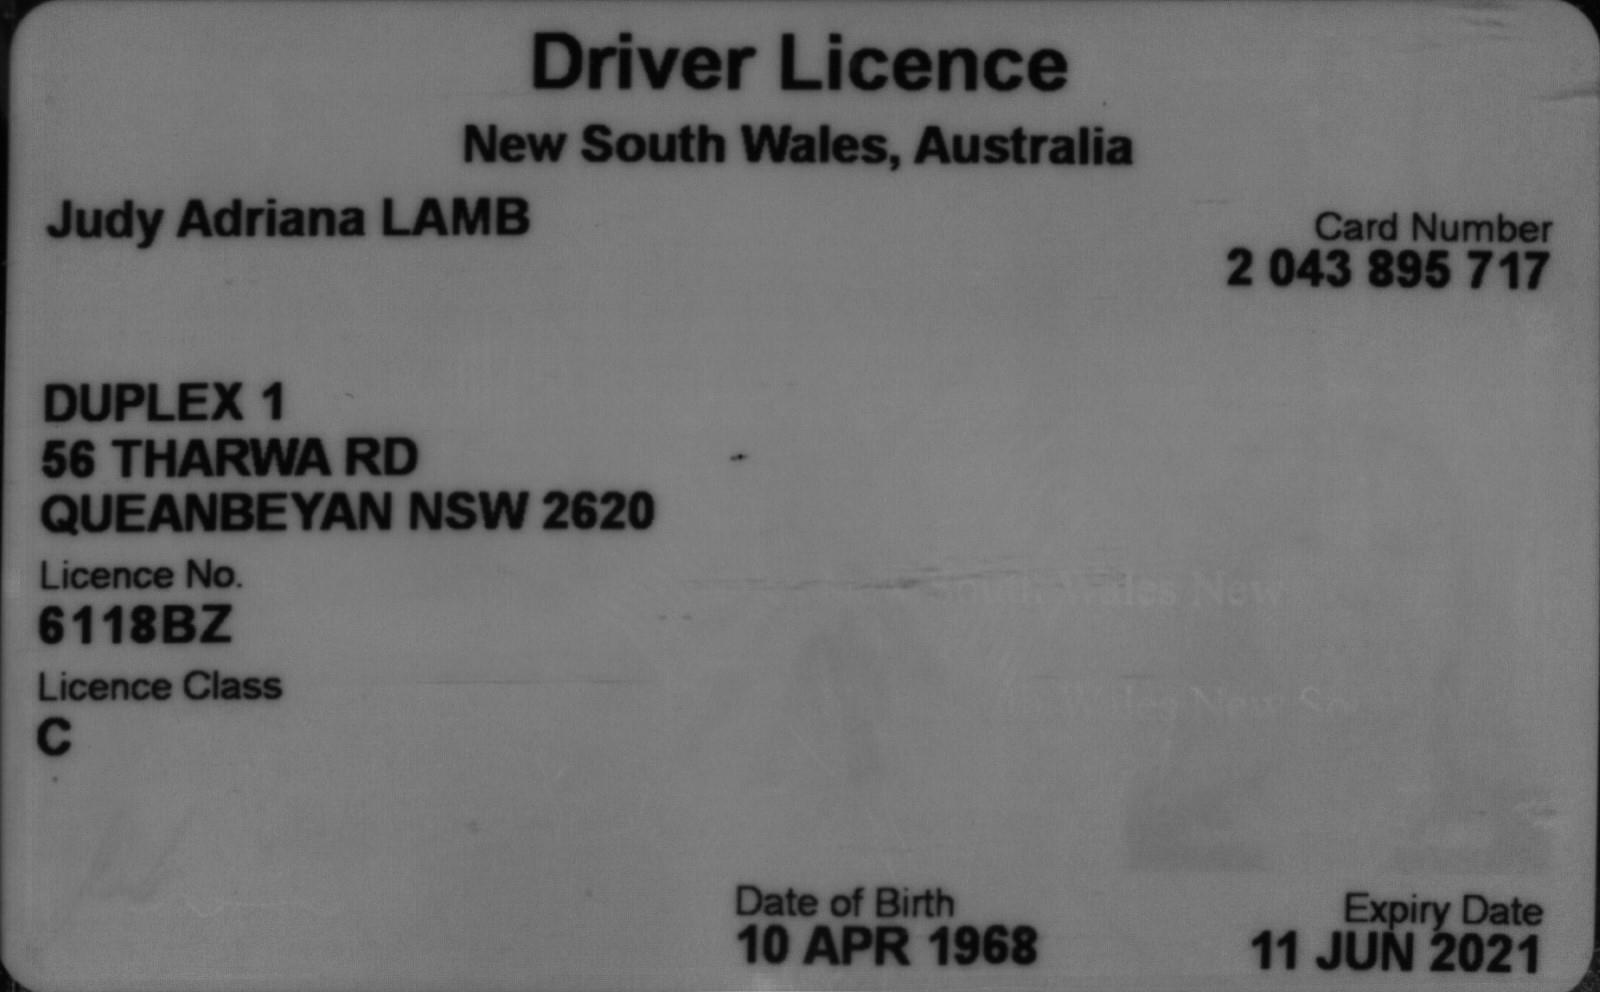 Driver Licence
New South Wales, Australia
Judy Adriana LAMB
Card Number
2 043 895 717
DUPLEX 1
56 THARWA RD
QUEANBEYAN NSW 2620
Licence No.
6118BZ
Licence Class
C
South Wales New
Wales New So
Date of Birth
10 APR 1968
Expiry Date
11 JUN 2021